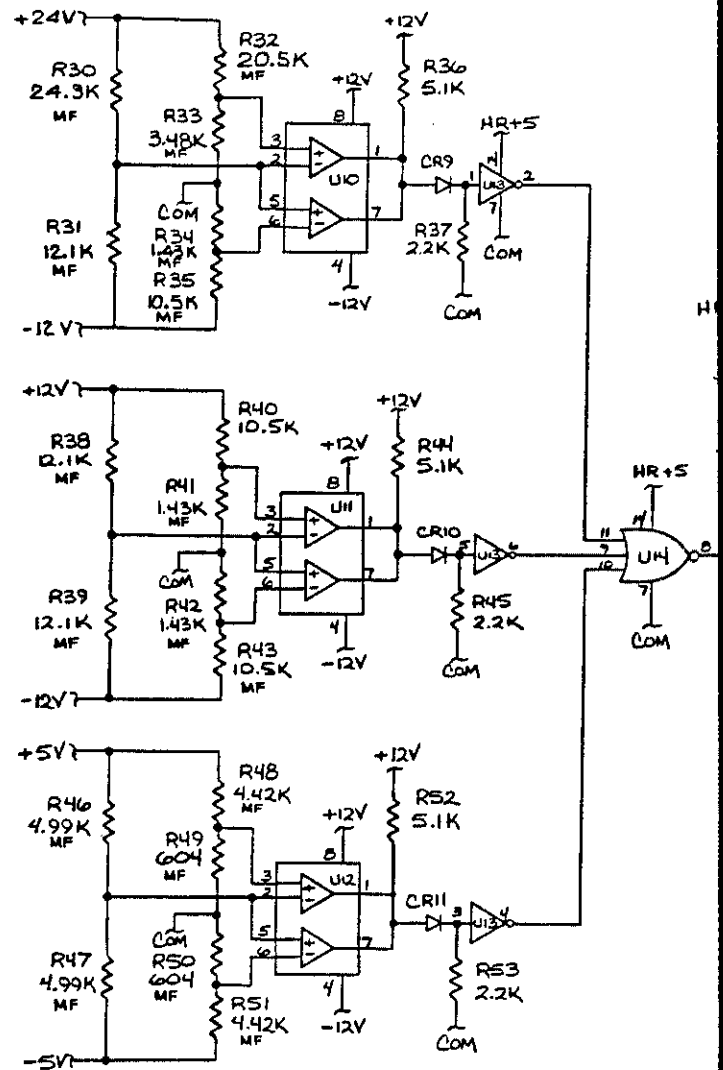 +24V
R30
24.3K
MF
R32
20.5K
MF
R33
3.48K
MF
COM
R31
12.1K
MF
R34
1.43K
MF
R35
10.5K
MF
-12V
+12V
8
3
2
5
6
U10
1
7
4
-12V
+12V
R36
5.1K
CR9
R37
2.2K
COM
HR+5
14
1
U13
2
7
COM
H
+12V
R38
12.1K
MF
R40
10.5K
R41
1.43K
MF
COM
R39
12.1K
MF
R42
1.43K
MF
R43
10.5K
MF
-12V
+12V
8
3
2
5
6
U11
1
7
4
-12V
+12V
R44
5.1K
CR10
5
U13
6
R45
2.2K
COM
HR+5
14
11
9
10
U14
8
7
COM
+5V
R46
4.99K
MF
R48
4.42K
MF
R49
604
MF
COM
R47
4.99K
MF
R50
604
MF
R51
4.42K
MF
-5V
+12V
8
3
2
5
6
U12
1
7
4
-12V
+12V
R52
5.1K
CR11
3
U13
4
R53
2.2K
COM